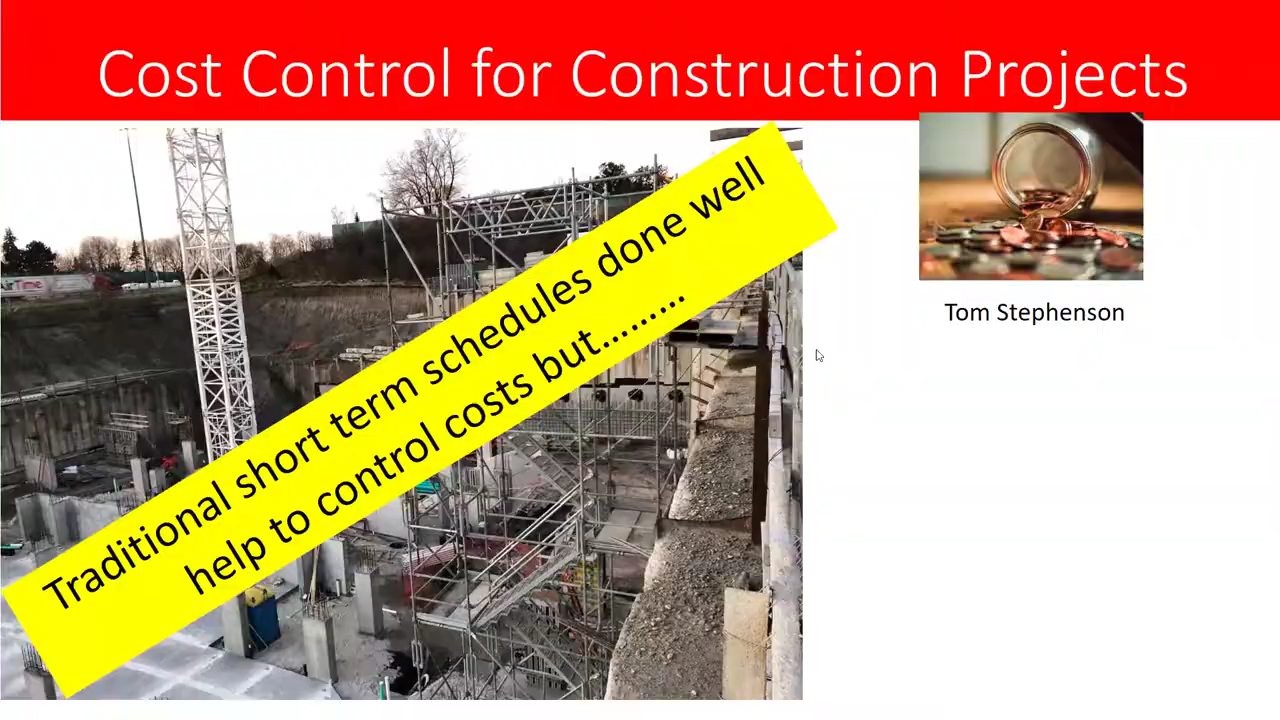 Cost Control for Construction Projects
Traditional short term schedules done well
help to control costs but.........
Tom Stephenson